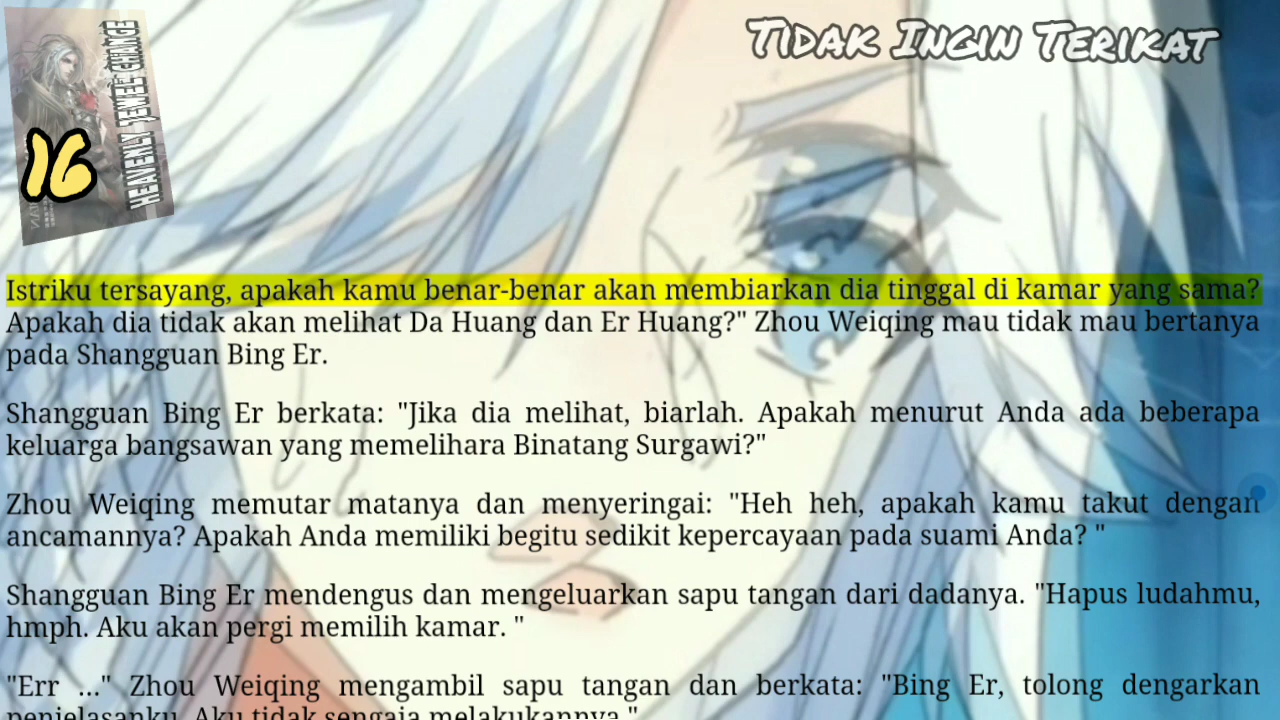 TIDAK INGIN TERIKAT
HEAVENLY JEWEL CHANGE
16
Istriku tersayang, apakah kamu benar-benar akan membiarkan dia tinggal di kamar yang sama?
Apakah dia tidak akan melihat Da Huang dan Er Huang?" Zhou Weiqing mau tidak mau bertanya
pada Shangguan Bing Er.
Shangguan Bing Er berkata: "Jika dia melihat, biarlah. Apakah menurut Anda ada beberapa
keluarga bangsawan yang memelihara Binatang Surgawi?"
Zhou Weiqing memutar matanya dan menyeringai: "Heh heh, apakah kamu takut dengan
ancamannya? Apakah Anda memiliki begitu sedikit kepercayaan pada suami Anda? "
Shangguan Bing Er mendengus dan mengeluarkan sapu tangan dari dadanya. "Hapus ludahmu,
hmph. Aku akan pergi memilih kamar. "
"Err ..." Zhou Weiqing mengambil sapu tangan dan berkata: "Bing Er, tolong dengarkan
penjelasanku. Aku tidak sengaja melakukannya."